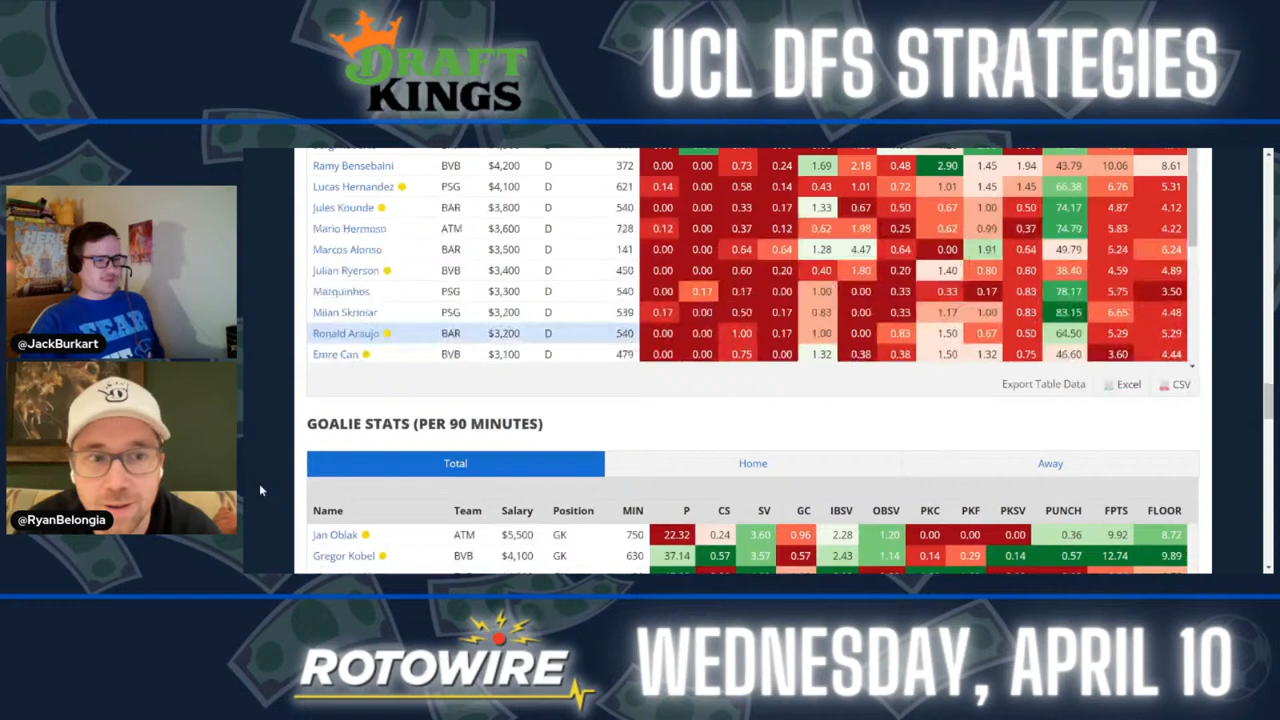 DRAFT
KINGS
UCL DFS STRATEGIES
Ramy Bensebaini BVB $4,200 D 372 0.00 0.00 0.73 0.24 1.69 2.18 0.48 2.90 1.45 1.94 43.79 10.06 8.61
Lucas Hernandez PSG $4,100 D 621 0.14 0.00 0.58 0.14 0.43 1.01 0.72 1.01 1.45 1.45 66.38 6.76 5.31
Jules Kounde BAR $3,800 D 540 0.00 0.00 0.33 0.17 1.33 0.67 0.50 0.67 1.00 0.50 74.17 4.87 4.12
Mario Hermoso ATM $3,600 D 728 0.12 0.00 0.37 0.12 0.62 1.98 0.25 0.62 0.99 0.37 74.79 5.83 4.22
Marcos Alonso BAR $3,500 D 141 0.00 0.00 0.64 0.64 1.28 4.47 0.64 0.00 1.91 0.64 49.79 6.24 6.24
Julian Ryerson BVB $3,400 D 450 0.00 0.00 0.60 0.20 0.40 1.80 0.20 1.40 0.80 0.60 38.40 4.59 4.89
Marquinhos PSG $3,300 D 540 0.00 0.17 0.17 0.00 1.00 0.00 0.33 0.33 0.17 0.83 78.17 5.75 3.50
Milan Skriniar PSG $3,200 D 539 0.17 0.00 0.50 0.17 0.83 0.00 0.33 1.17 1.00 0.83 83.15 6.65 4.48
Ronald Araujo BAR $3,200 D 540 0.00 0.00 1.00 0.17 1.00 0.00 0.83 1.50 0.67 0.50 64.50 5.29 5.29
Emre Can BVB $3,100 D 479 0.00 0.00 0.75 0.00 1.32 0.38 0.38 1.50 1.32 0.75 46.60 3.60 4.44
Export Table Data Excel CSV
GOALIE STATS (PER 90 MINUTES)
Total Home Away
Name Team Salary Position MIN P CS SV GC IBSV OBSV PKC PKF PKSV PUNCH FPTS FLOOR
Jan Oblak ATM $5,500 GK 750 22.32 0.24 3.60 0.96 2.28 1.20 0.00 0.00 0.00 0.36 9.92 8.72
Gregor Kobel BVB $4,100 GK 630 37.14 0.57 3.57 0.57 2.43 1.14 0.14 0.29 0.14 0.57 12.74 9.89
HERE
FEAR
@JackBurkart
@RyanBelongia
ROTOWIRE
WEDNESDAY, APRIL 10